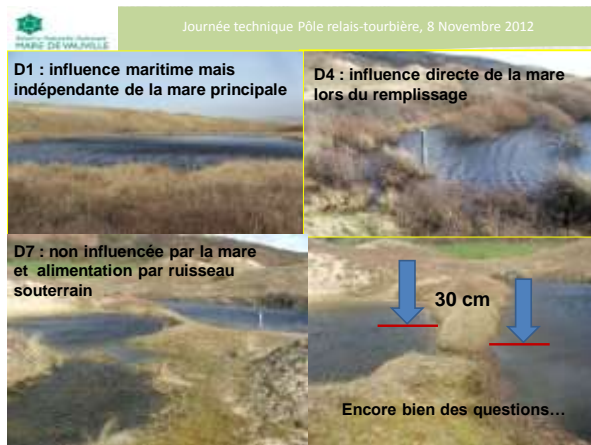 Journée technique Pôle relais-tourbière, 8 Novembre 2012
MARE DE VAUVILLE
D1 : influence maritime mais
indépendante de la mare principale
D4 : influence directe de la mare
lors du remplissage
D7 : non influencée par la mare
et alimentation par ruisseau
souterrain
30 cm
Encore bien des questions…